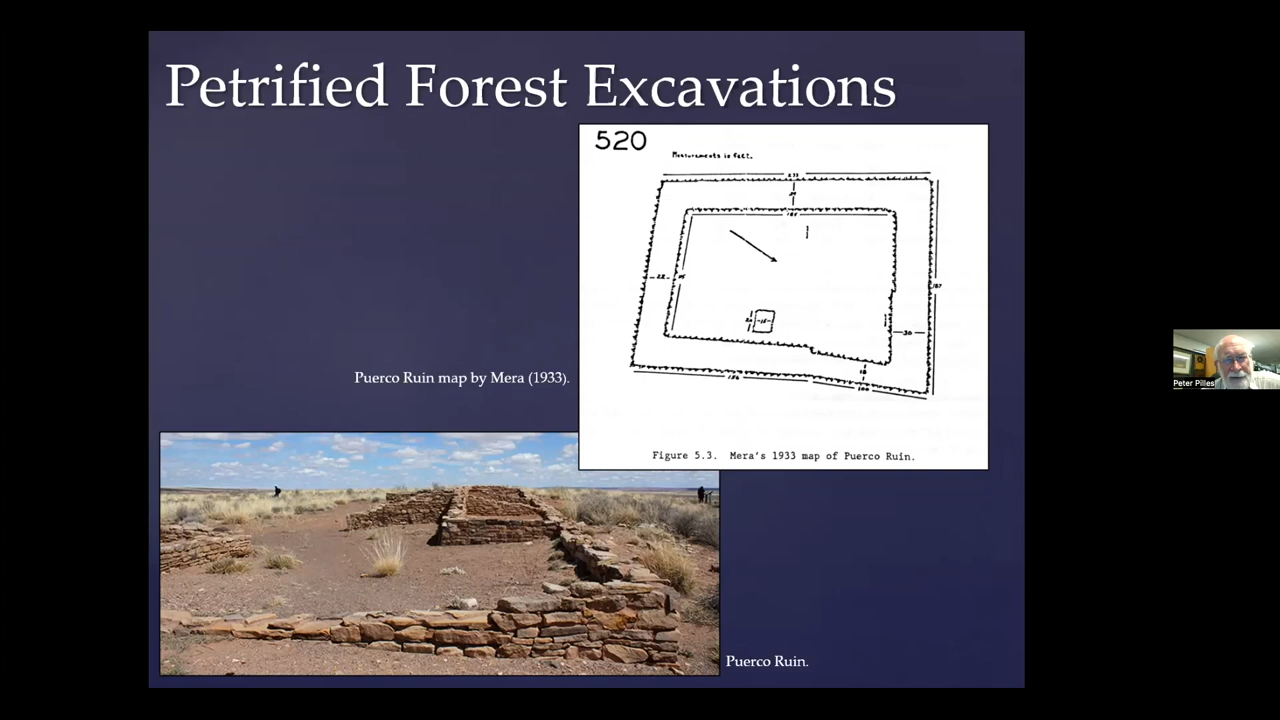 Petrified Forest Excavations
520
Measurements in feet.
Puerco Ruin map by Mera (1933).
Figure 5.3. Mera's 1933 map of Puerco Ruin.
Puerco Ruin.
Peter Pilles